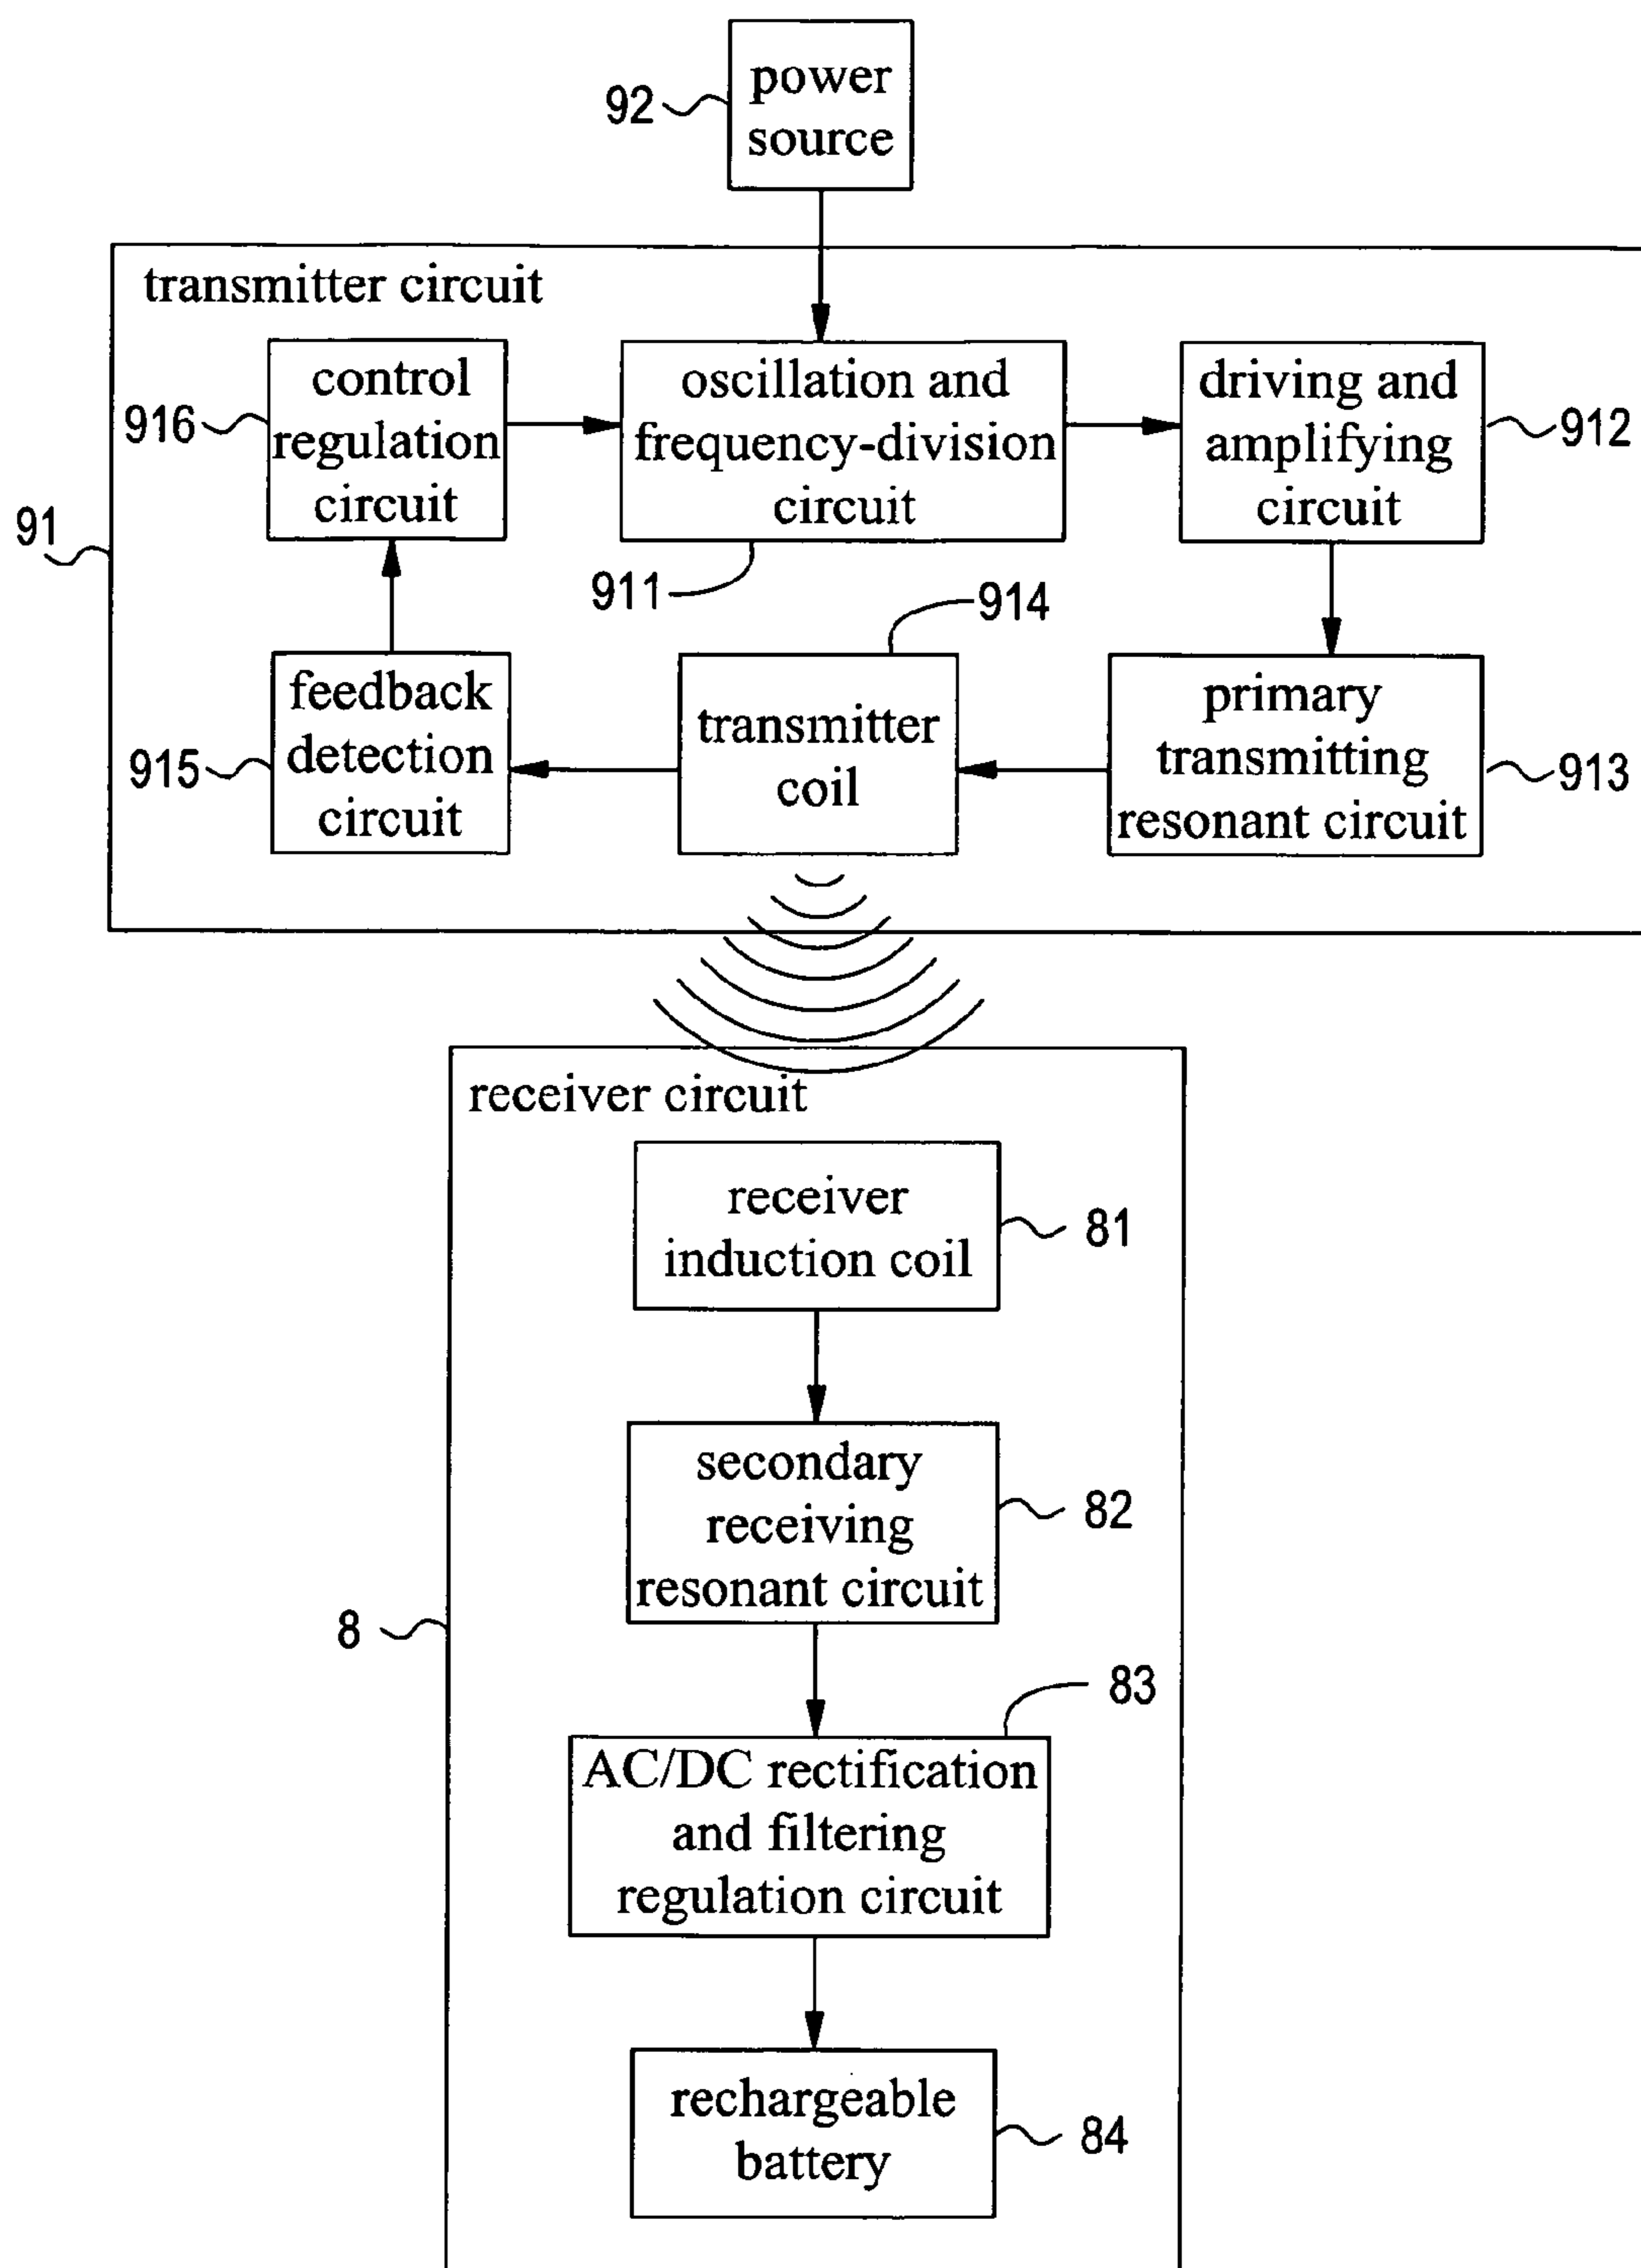 power
source
92
transmitter circuit
control
regulation
circuit
916
oscillation and
frequency-division
circuit
911
driving and
amplifying
circuit
912
91
feedback
detection
circuit
915
transmitter
coil
914
primary
transmitting
resonant circuit
913
receiver circuit
receiver
induction coil
81
secondary
receiving
resonant circuit
82
8
AC/DC rectification
and filtering
regulation circuit
83
rechargeable
battery
84